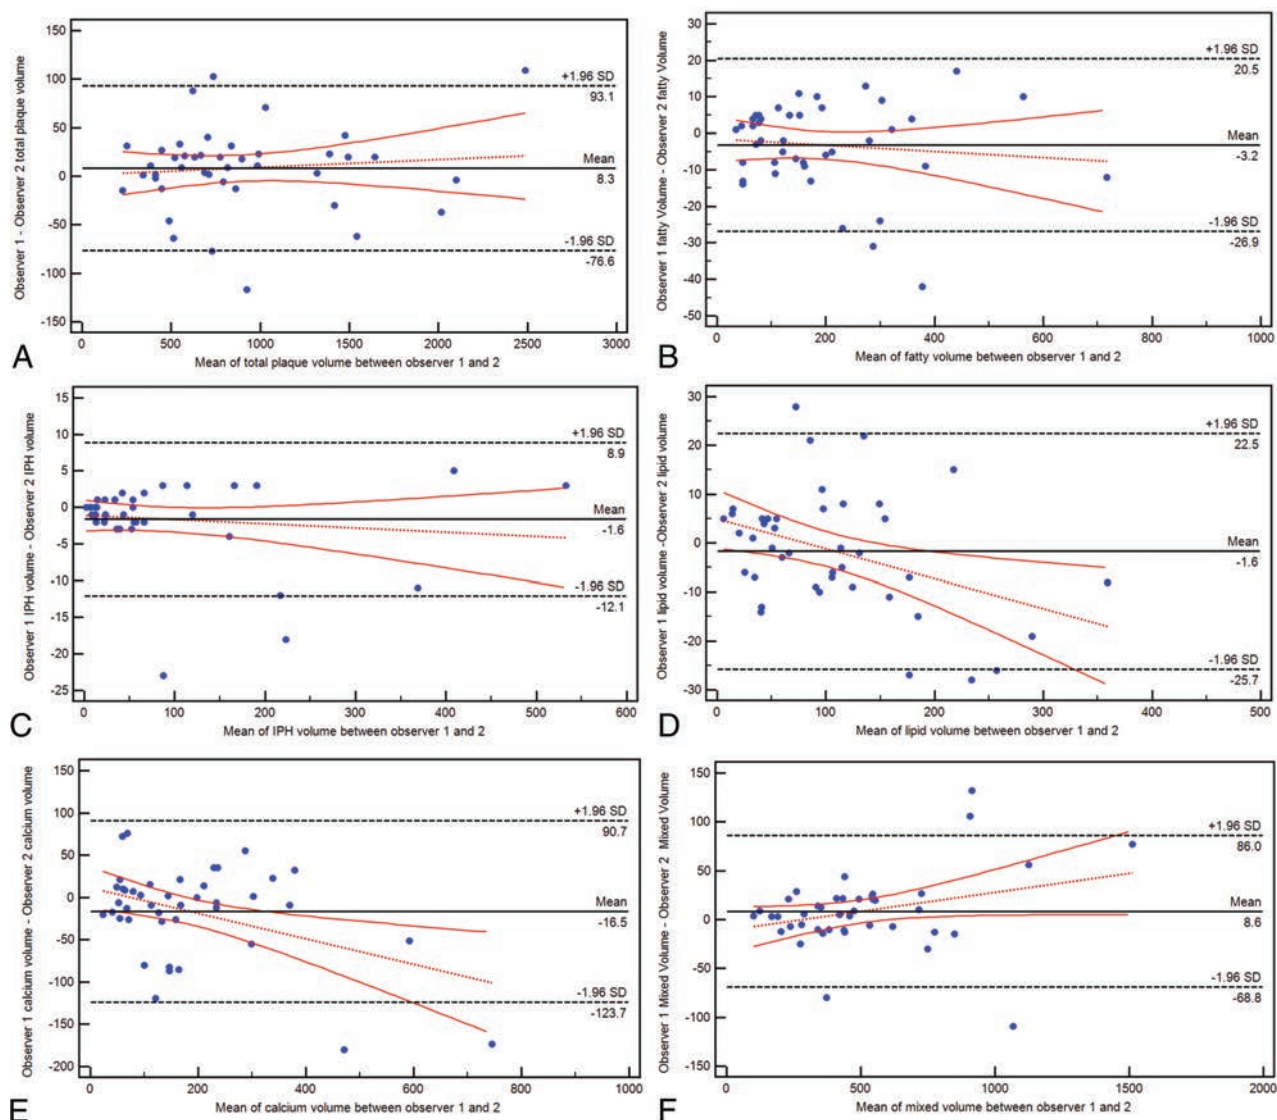 150
100
50
0
-50
-100
-150
Observer 1 - Observer 2 total plaque volume
+1.96 SD
93.1
Mean
8.3
-1.96 SD
-76.6
0 500 1000 1500 2000 2500 3000
Mean of total plaque volume between observer 1 and 2
A
30
20
10
0
-10
-20
-30
-40
-50
Observer 1 fatty Volume - Observer 2 fatty Volume
+1.96 SD
20.5
Mean
-3.2
-1.96 SD
-26.9
0 200 400 600 800 1000
Mean of fatty volume between observer 1 and 2
B
15
10
5
0
-5
-10
-15
-20
-25
Observer 1 IPH volume - Observer 2 IPH volume
+1.96 SD
8.9
Mean
-1.6
-1.96 SD
-12.1
0 100 200 300 400 500 600
Mean of IPH volume between observer 1 and 2
C
30
20
10
0
-10
-20
-30
Observer 1 lipid volume -Observer 2 lipid volume
+1.96 SD
22.5
Mean
-1.6
-1.96 SD
-25.7
0 100 200 300 400 500
Mean of lipid volume between observer 1 and 2
D
150
100
50
0
-50
-100
-150
-200
Observer 1 calcium volume - Observer 2 calcium volume
+1.96 SD
90.7
Mean
-16.5
-1.96 SD
-123.7
0 200 400 600 800 1000
Mean of calcium volume between observer 1 and 2
E
150
100
50
0
-50
-100
-150
Observer 1 Mixed Volume - Observer 2 Mixed Volume
+1.96 SD
86.0
Mean
8.6
-1.96 SD
-68.8
0 500 1000 1500 2000
Mean of mixed volume between observer 1 and 2
F